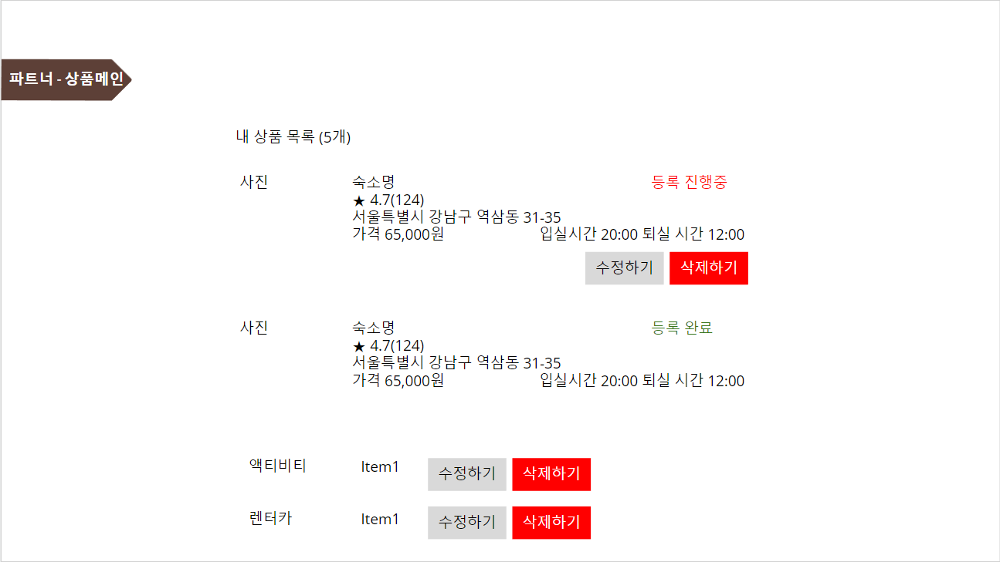 파트너 - 상품메인
내 상품 목록 (5개)
사진
숙소명
등록 진행중
★ 4.7(124)
서울특별시 강남구 역삼동 31-35
가격 65,000원
입실시간 20:00 퇴실 시간 12:00
수정하기
삭제하기
사진
숙소명
등록 완료
★ 4.7(124)
서울특별시 강남구 역삼동 31-35
가격 65,000원
입실시간 20:00 퇴실 시간 12:00
액티비티
Item1
수정하기
삭제하기
렌터카
Item1
수정하기
삭제하기